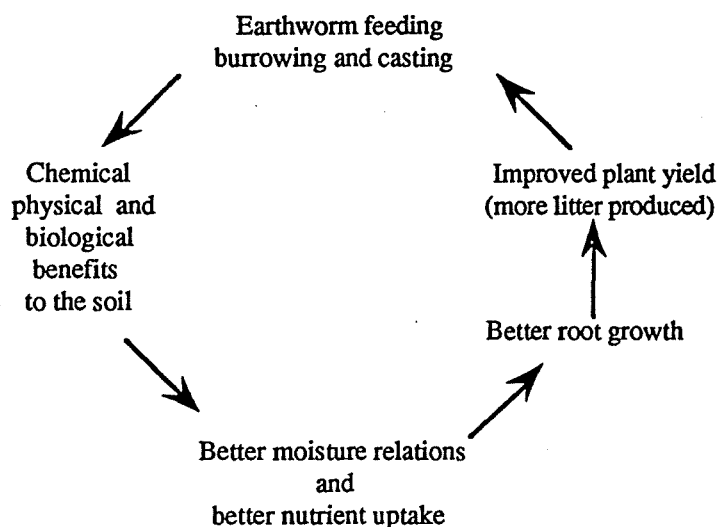 Earthworm feeding
burrowing and casting
Chemical
physical and
biological
benefits
to the soil
Better moisture relations
and
better nutrient uptake
Better root growth
Improved plant yield
(more litter produced)